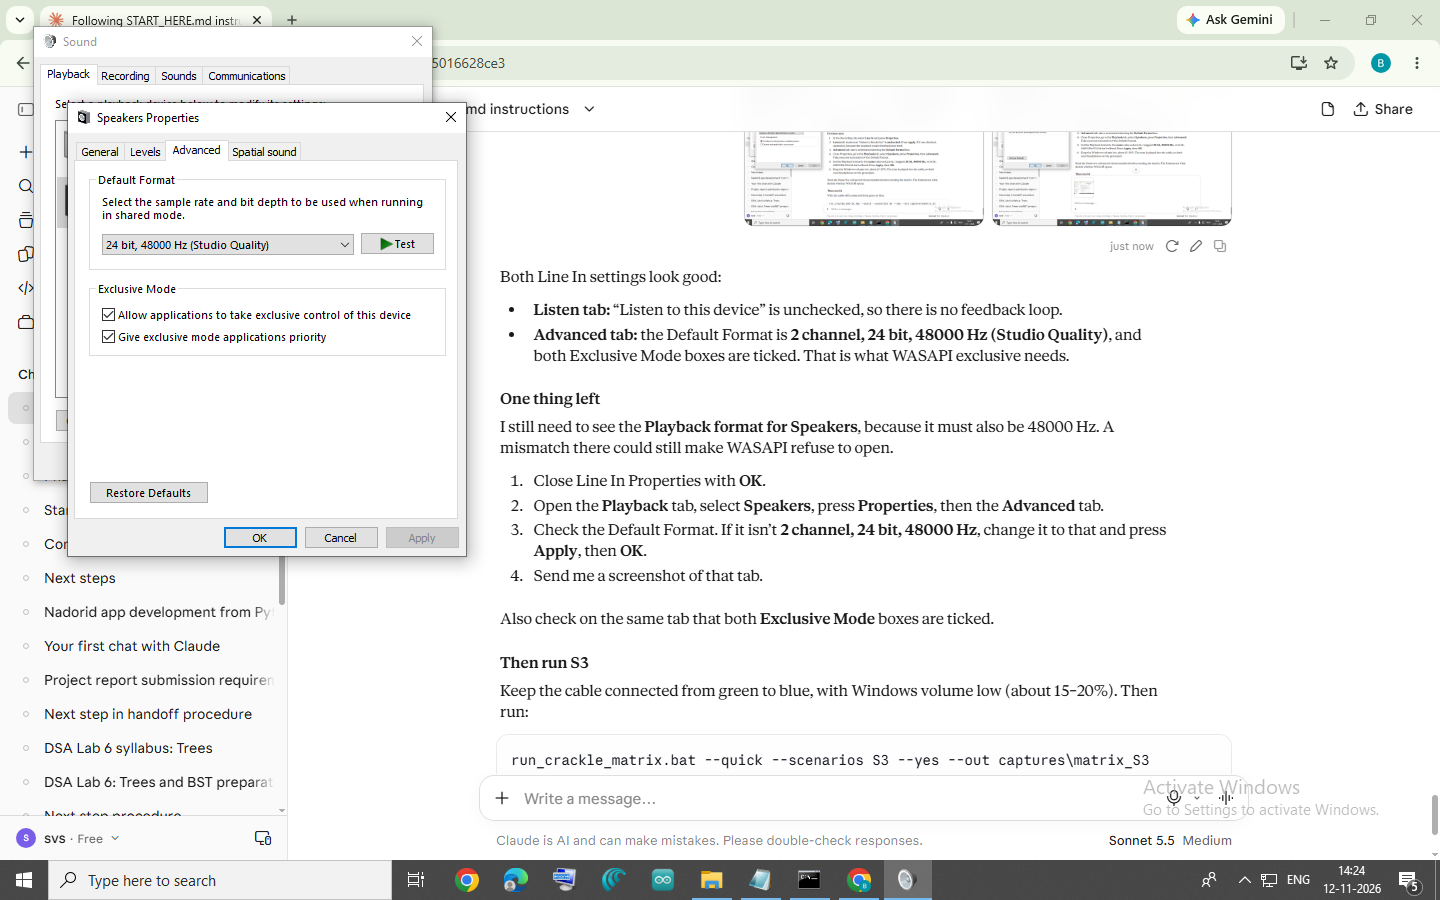 Following START_HERE.md instr
Ask Gemini
Sound
5016628ce3
B
Playback
Recording
Sounds
Communications
Speakers Properties
md instructions
Share
General
Levels
Advanced
Spatial sound
Default Format
Select the sample rate and bit depth to be used when running
in shared mode.
24 bit, 48000 Hz (Studio Quality)
Test
Exclusive Mode
Allow applications to take exclusive control of this device
Give exclusive mode applications priority
Restore Defaults
OK
Cancel
Apply
just now
Both Line In settings look good:
• Listen tab: “Listen to this device” is unchecked, so there is no feedback loop.
• Advanced tab: the Default Format is 2 channel, 24 bit, 48000 Hz (Studio Quality), and
both Exclusive Mode boxes are ticked. That is what WASAPI exclusive needs.
One thing left
I still need to see the Playback format for Speakers, because it must also be 48000 Hz. A
mismatch there could still make WASAPI refuse to open.
1. Close Line In Properties with OK.
2. Open the Playback tab, select Speakers, press Properties, then the Advanced tab.
3. Check the Default Format. If it isn’t 2 channel, 24 bit, 48000 Hz, change it to that and press
Apply, then OK.
4. Send me a screenshot of that tab.
Also check on the same tab that both Exclusive Mode boxes are ticked.
Then run S3
Keep the cable connected from green to blue, with Windows volume low (about 15–20%). Then
run:
run_crackle_matrix.bat --quick --scenarios S3 --yes --out captures\matrix_S3
Write a message...
Activate Windows
Go to Settings to activate Windows.
Claude is AI and can make mistakes. Please double-check responses.
Sonnet 5.5 Medium
Ch
Star
Con
Next steps
Nadorid app development from Py
Your first chat with Claude
Project report submission requiren
Next step in handoff procedure
DSA Lab 6 syllabus: Trees
DSA Lab 6: Trees and BST preparat
Next step procedure
S
svs · Free
Type here to search
ENG
14:24
12-11-2026
5